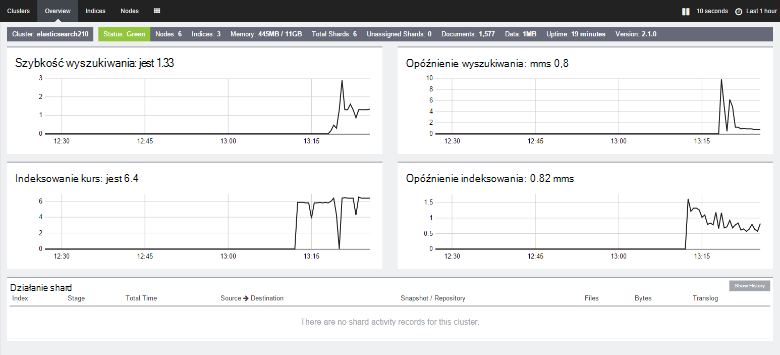 Clusters Overview Indices Nodes 10 seconds Last 1 hour
Cluster elasticsearch210 Status Green Nodes 6 Indices 3 Memory 445MB / 11GB Total Shards 6 Unassigned Shards 0 Documents 1,577 Data 1MB Uptime 19 minutes Version 2.1.0
Szybkość wyszukiwania: jest 1.33
3
2
1
0
12:30 12:45 13:00 13:15
Opóźnienie wyszukiwania: mms 0,8
10
8
6
4
2
0
12:30 12:45 13:00 13:15
Indeksowanie kurs: jest 6.4
6
4
2
0
12:30 12:45 13:00 13:15
Opóźnienie indeksowania: 0.82 mms
1.5
1
0.5
0
12:30 12:45 13:00 13:15
Działanie shard
Show History
Index Stage Total Time Source → Destination Snapshot / Repository Files Bytes Translog
There are no shard activity records for this cluster.